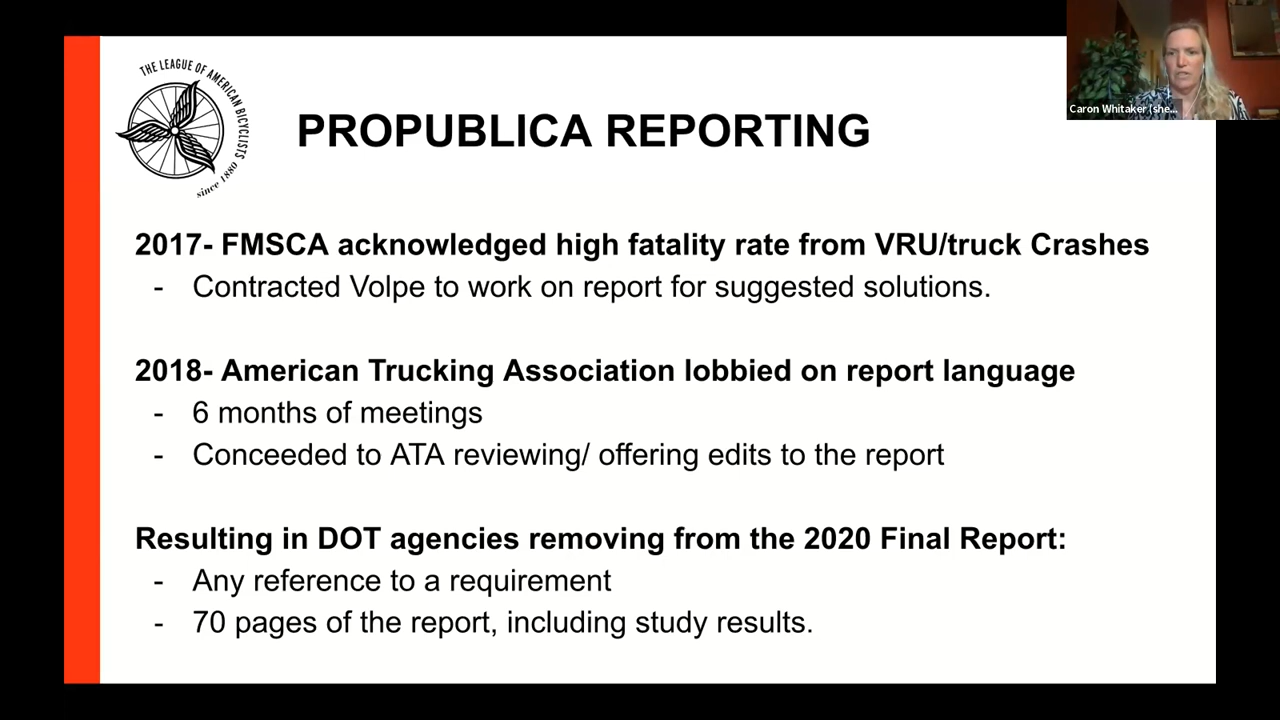 THE LEAGUE OF AMERICAN BICYCLISTS
since 1880
PROPUBLICA REPORTING
Caron Whitaker (she...
2017- FMSCA acknowledged high fatality rate from VRU/truck Crashes
- Contracted Volpe to work on report for suggested solutions.
2018- American Trucking Association lobbied on report language
- 6 months of meetings
- Conceeded to ATA reviewing/ offering edits to the report
Resulting in DOT agencies removing from the 2020 Final Report:
- Any reference to a requirement
- 70 pages of the report, including study results.